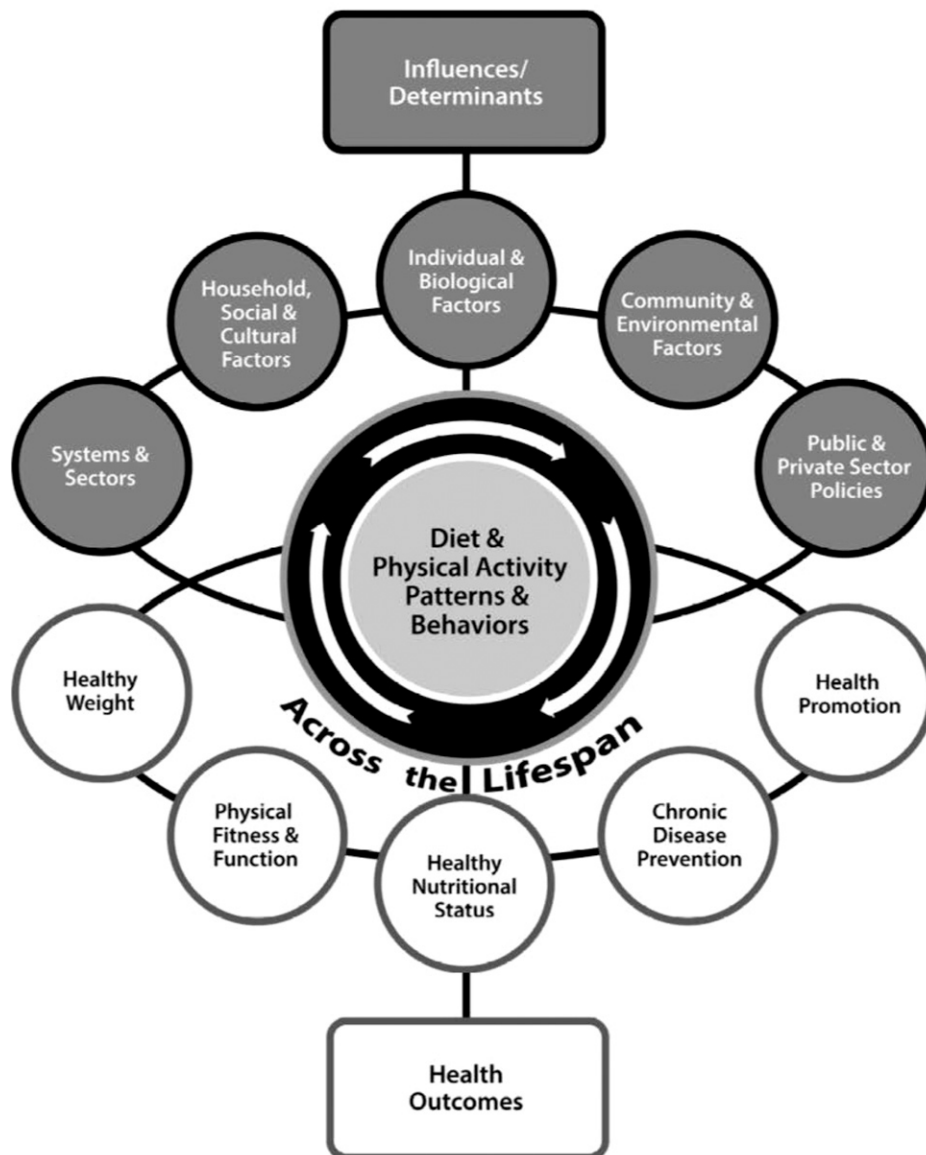 Influences/
Determinants
Individual &
Biological
Factors
Household,
Social &
Cultural
Factors
Community &
Environmental
Factors
Systems &
Sectors
Public &
Private Sector
Policies
Diet &
Physical Activity
Patterns &
Behaviors
Across the Lifespan
Healthy
Weight
Health
Promotion
Physical
Fitness &
Function
Chronic
Disease
Prevention
Healthy
Nutritional
Status
Health
Outcomes